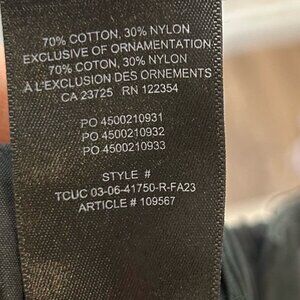 70% COTTON, 30% NYLON
EXCLUSIVE OF ORNAMENTATION
70% COTON, 30% NYLON
À L'EXCLUSION DES ORNEMENTS
CA 23725 RN 122354
PO 4500210931
PO 4500210932
PO 4500210933
STYLE #
TCUC 03-06-41750-R-FA23
ARTICLE # 109567